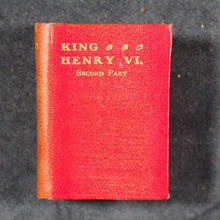 KING
HENRY VI.
SECOND PART